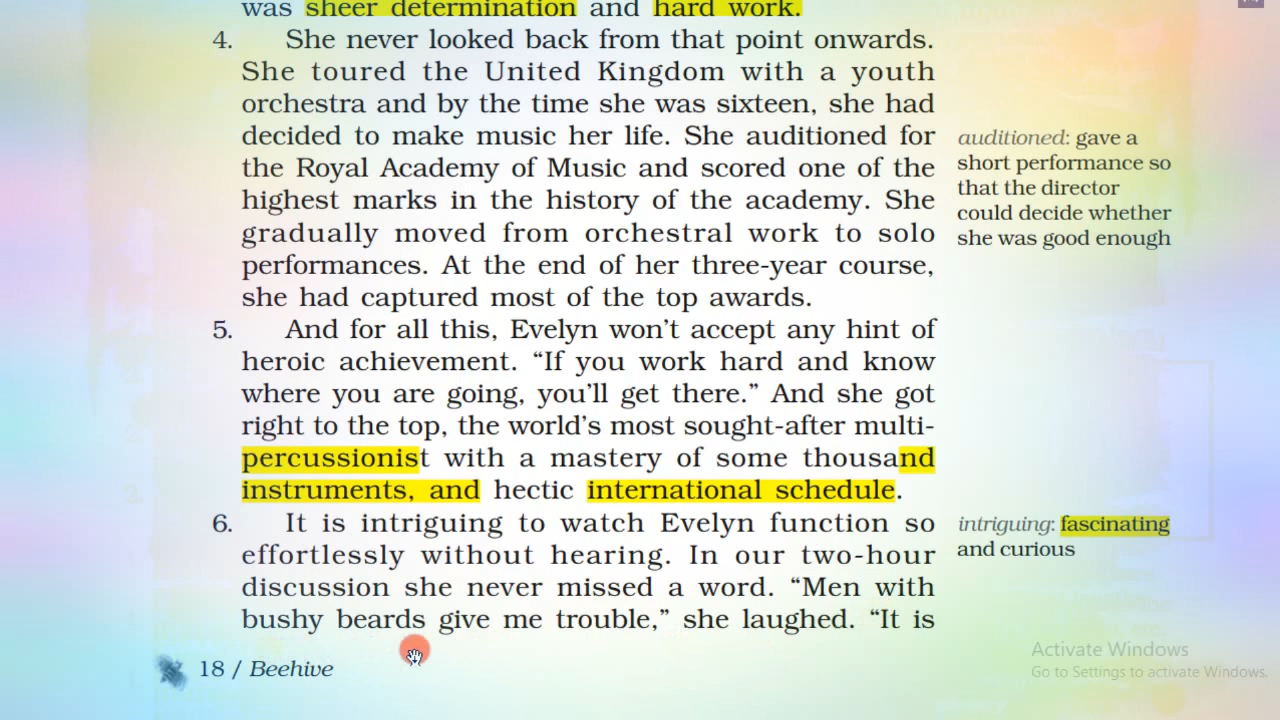 was sheer determination and hard work.
4. She never looked back from that point onwards.
She toured the United Kingdom with a youth
orchestra and by the time she was sixteen, she had
decided to make music her life. She auditioned for
the Royal Academy of Music and scored one of the
highest marks in the history of the academy. She
gradually moved from orchestral work to solo
performances. At the end of her three-year course,
she had captured most of the top awards.
auditioned: gave a
short performance so
that the director
could decide whether
she was good enough
5. And for all this, Evelyn won’t accept any hint of
heroic achievement. “If you work hard and know
where you are going, you’ll get there.” And she got
right to the top, the world’s most sought-after multi-
percussionist with a mastery of some thousand
instruments, and hectic international schedule.
6. It is intriguing to watch Evelyn function so
effortlessly without hearing. In our two-hour
discussion she never missed a word. “Men with
bushy beards give me trouble,” she laughed. “It is
intriguing: fascinating
and curious
18 / Beehive
Activate Windows
Go to Settings to activate Windows.